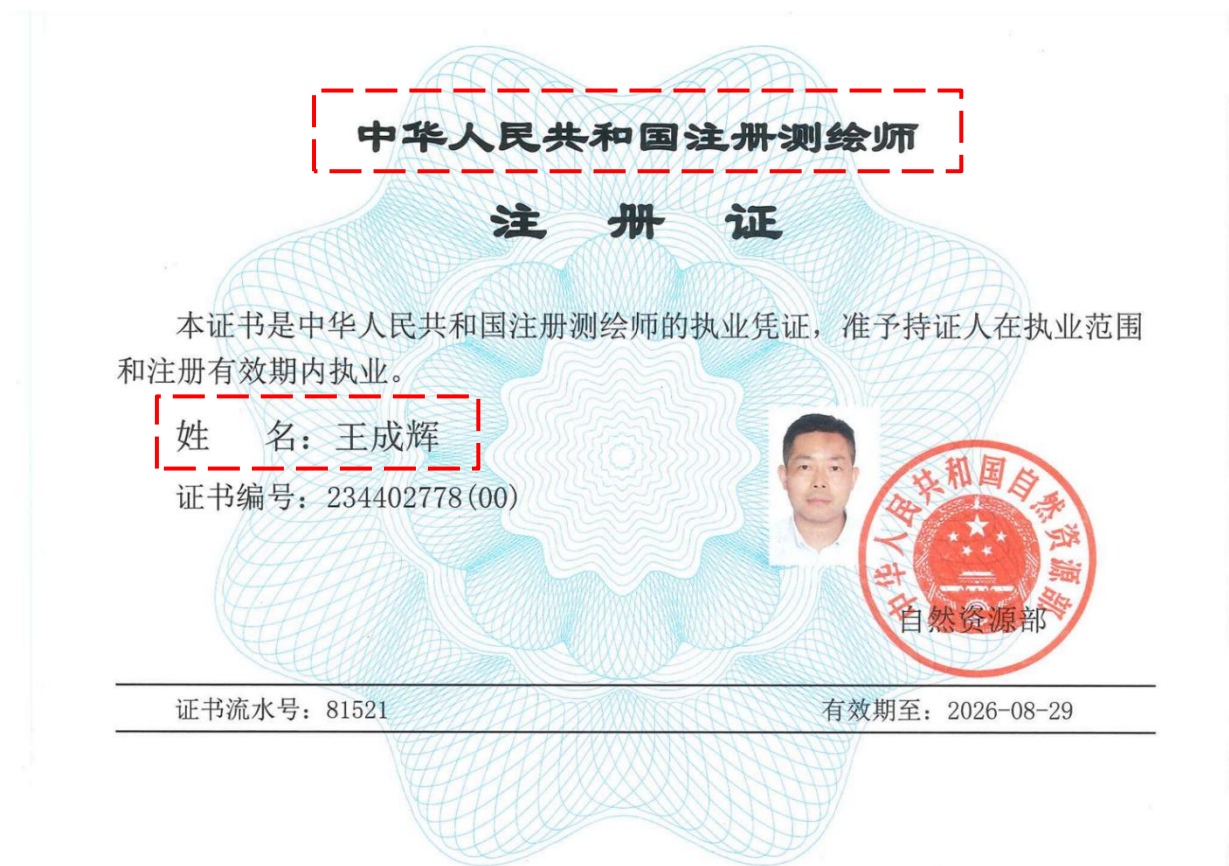 中华人民共和国注册测绘师
注 册 证
本证书是中华人民共和国注册测绘师的执业凭证，准予持证人在执业范围
和注册有效期内执业。
姓 名：王成辉
证书编号：234402778(00)
中华人民共和国自然资源部
自然资源部
证书流水号：81521
有效期至：2026-08-29